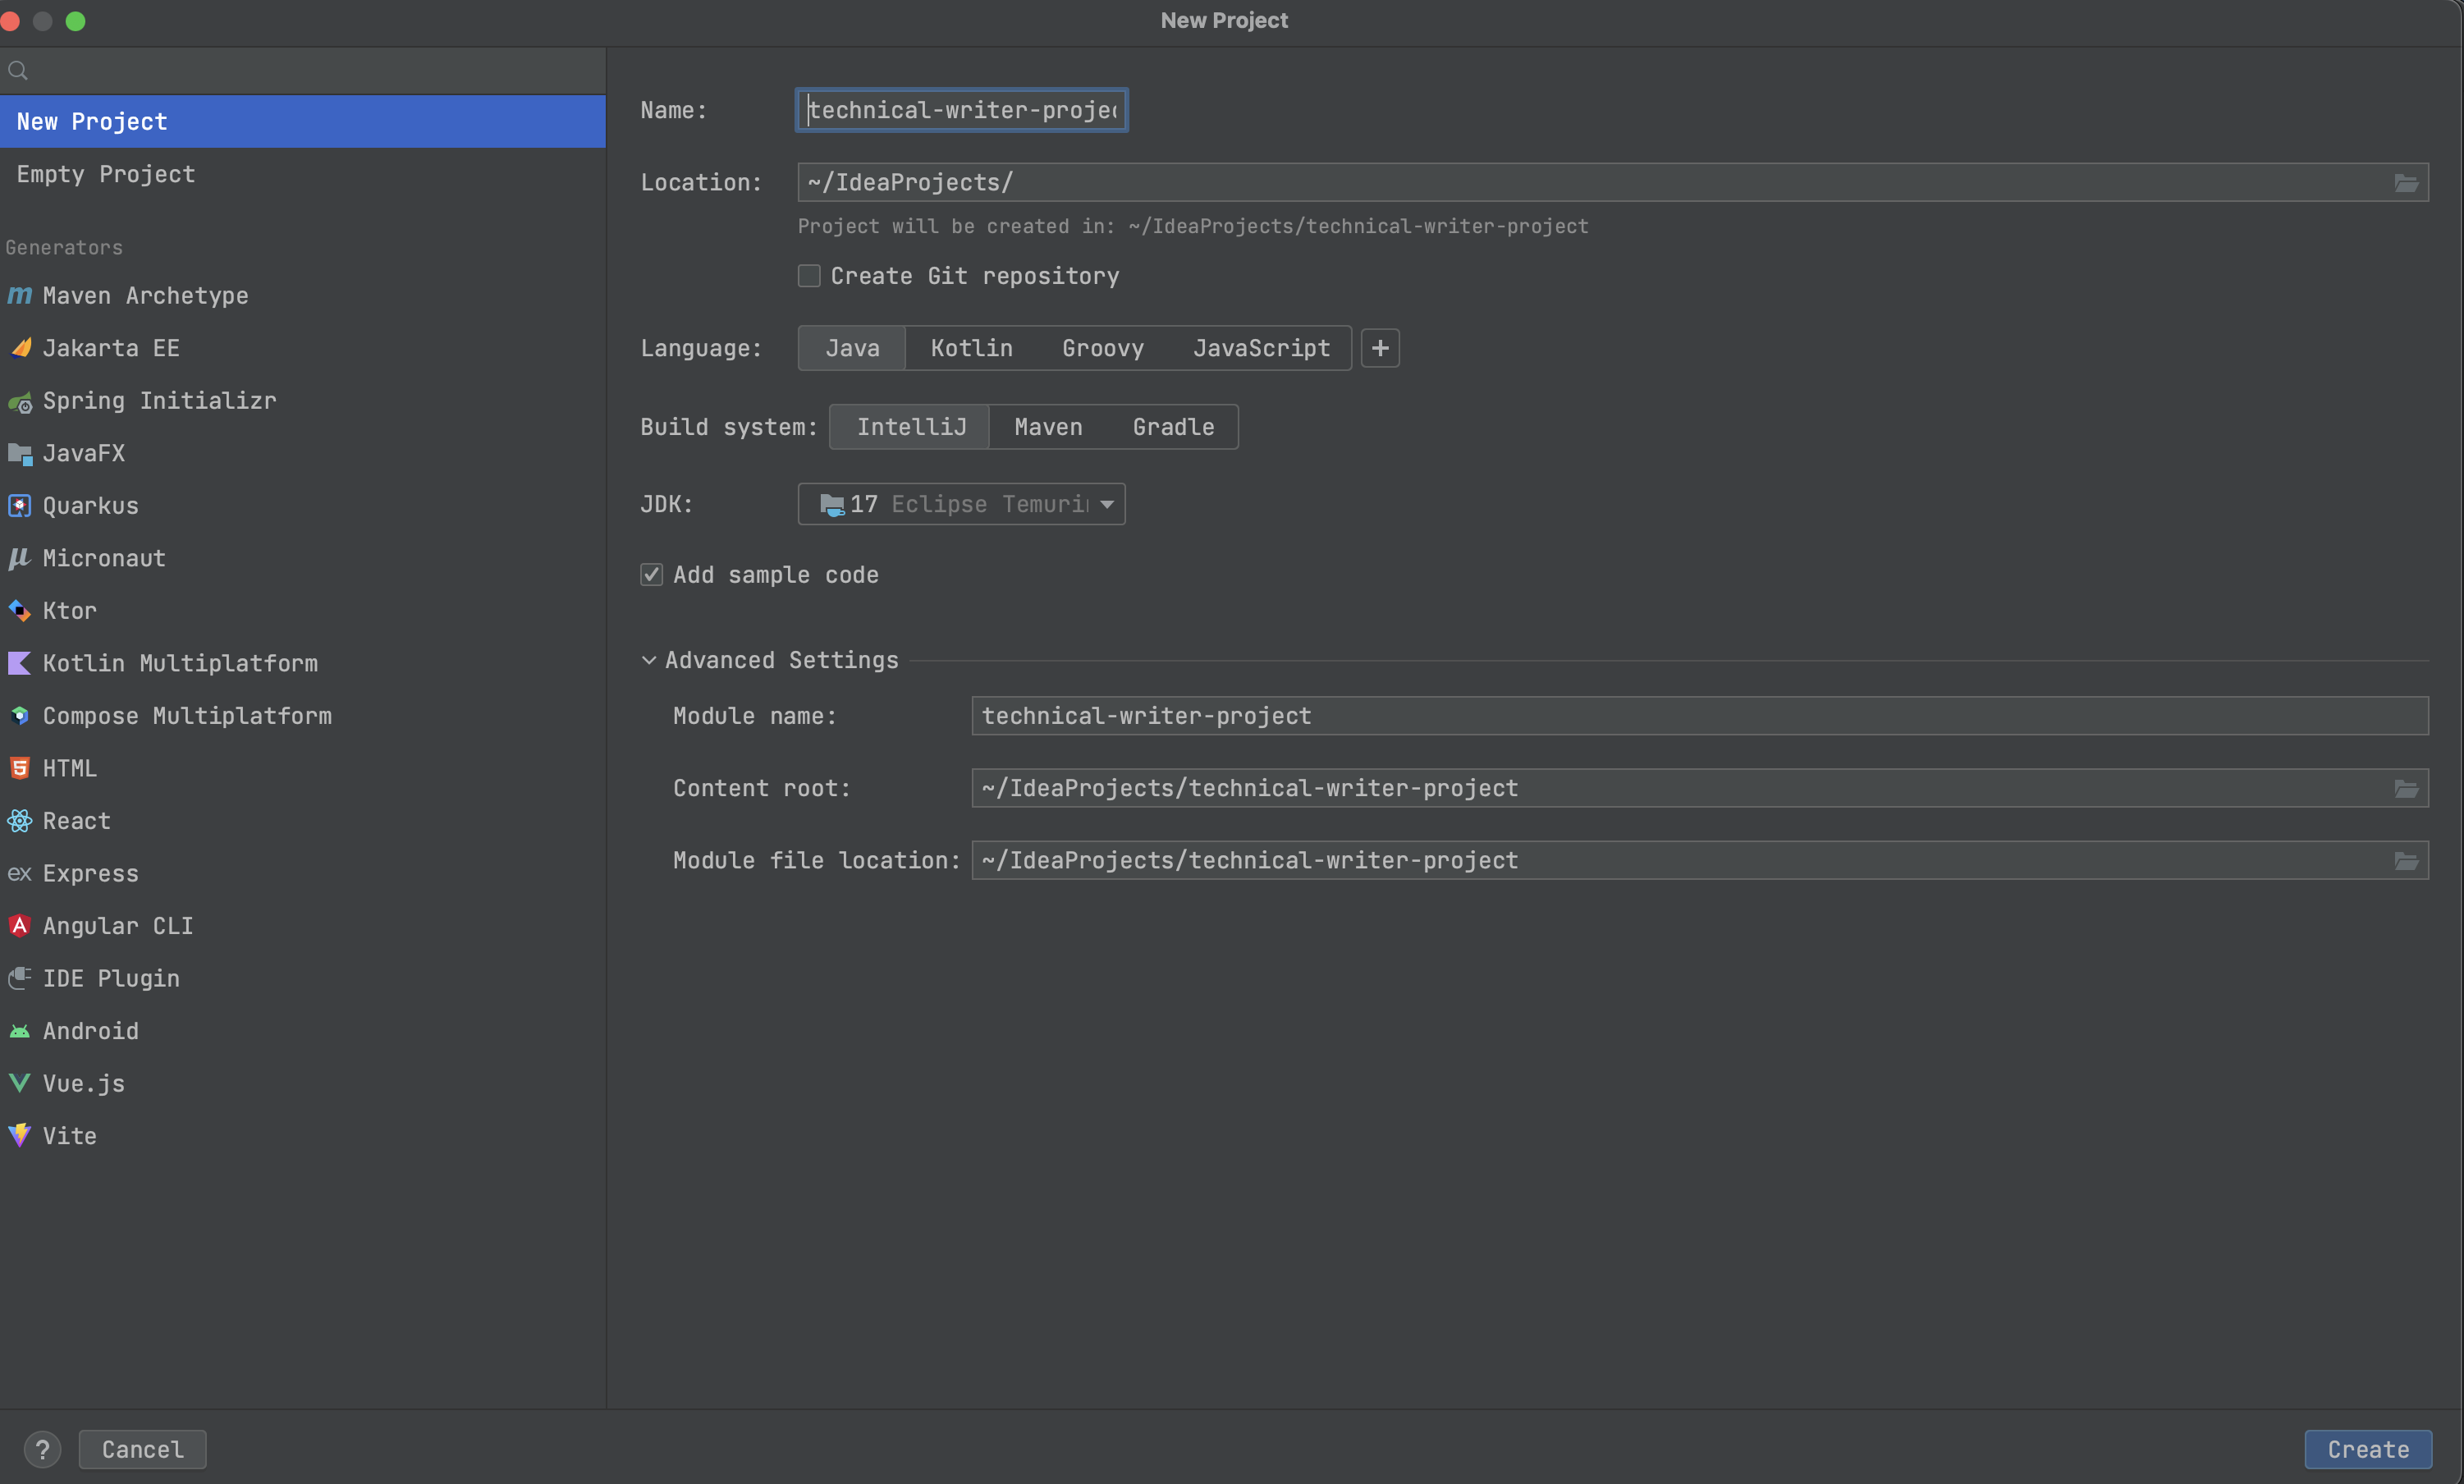 New Project
New Project
Empty Project
Generators
Maven Archetype
Jakarta EE
Spring Initializr
JavaFX
Quarkus
Micronaut
Ktor
Kotlin Multiplatform
Compose Multiplatform
HTML
React
ex Express
Angular CLI
IDE Plugin
Android
Vue.js
Vite
Name: technical-writer-projec
Location: ~/IdeaProjects/
Project will be created in: ~/IdeaProjects/technical-writer-project
Create Git repository
Language: Java Kotlin Groovy JavaScript +
Build system: IntelliJ Maven Gradle
JDK: 17 Eclipse Temuri
Add sample code
Advanced Settings
Module name: technical-writer-project
Content root: ~/IdeaProjects/technical-writer-project
Module file location: ~/IdeaProjects/technical-writer-project
? Cancel Create